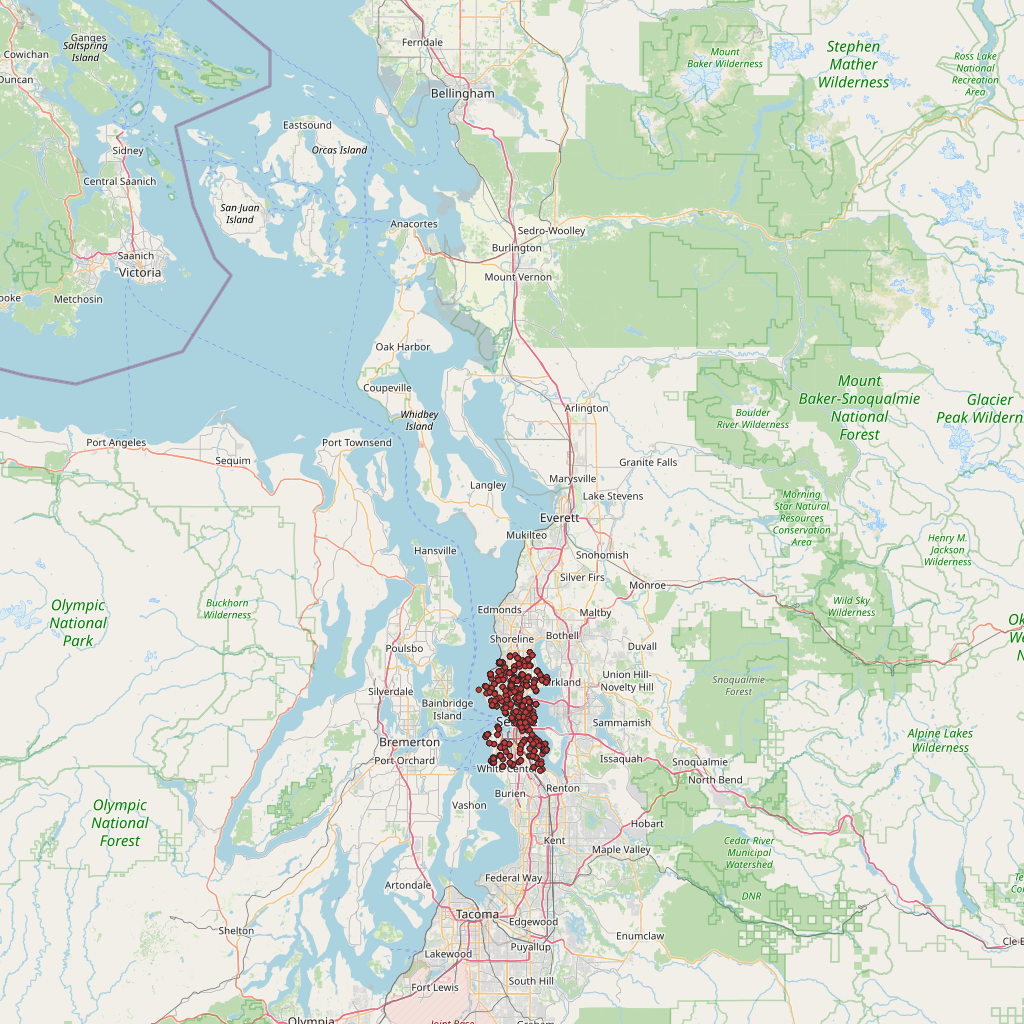 Ganges
Saltspring
Island
Cowichan
Duncan
Ferndale
Mount
Baker Wilderness
Stephen
Mather
Wilderness
Ross Lake
National
Recreation
Area
Bellingham
Eastsound
Orcas Island
Sidney
Central Saanich
San Juan
Island
Anacortes
Sedro-Woolley
Burlington
Saanich
Victoria
Mount Vernon
ooke
Metchosin
Oak Harbor
Coupeville
Whidbey
Island
Arlington
Boulder
River Wilderness
Mount
Baker-Snoqualmie
National
Forest
Glacier
Peak Wildern
Port Angeles
Port Townsend
Sequim
Granite Falls
Marysville
Langley
Lake Stevens
Morning
Star Natural
Resources
Conservation
Area
Everett
Mukilteo
Henry M.
Jackson
Wilderness
Hansville
Snohomish
Silver Firs
Monroe
Olympic
National
Park
Buckhorn
Wilderness
Edmonds
Maltby
Wild Sky
Wilderness
Ok
N
Shoreline
Bothell
Poulsbo
Duvall
Silverdale
rkland
Union Hill-
Novelty Hill
Snoqualmie
Forest
Bainbridge
Island
Se
Sammamish
Bremerton
Port Orchard
Issaquah
Snoqualmie
Alpine Lakes
Wilderness
White Cente
North Bend
Renton
Burien
Vashon
Olympic
National
Forest
Hobart
Kent
Maple Valley
Cedar River
Municipal
Watershed
Federal Way
Artondale
DNR
Te
Co
Tacoma
Edgewood
Shelton
Enumclaw
Cle E
Puyallup
Lakewood
South Hill
Fort Lewis
Olympia
Joint Base
Graham